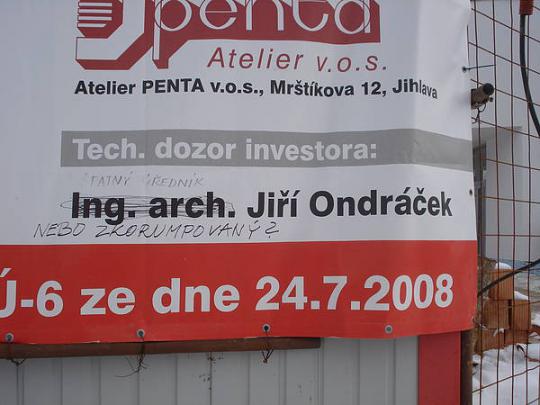 penta
Atelier v.o.s.
Atelier PENTA v.o.s., Mrštíkova 12, Jihlava
Tech. dozor investora:
ŠPATNÝ ÚŘEDNÍK
Ing. arch. Jiří Ondráček
NEBO ZKORUMPOVANÝ?
Ú-6 ze dne 24.7.2008